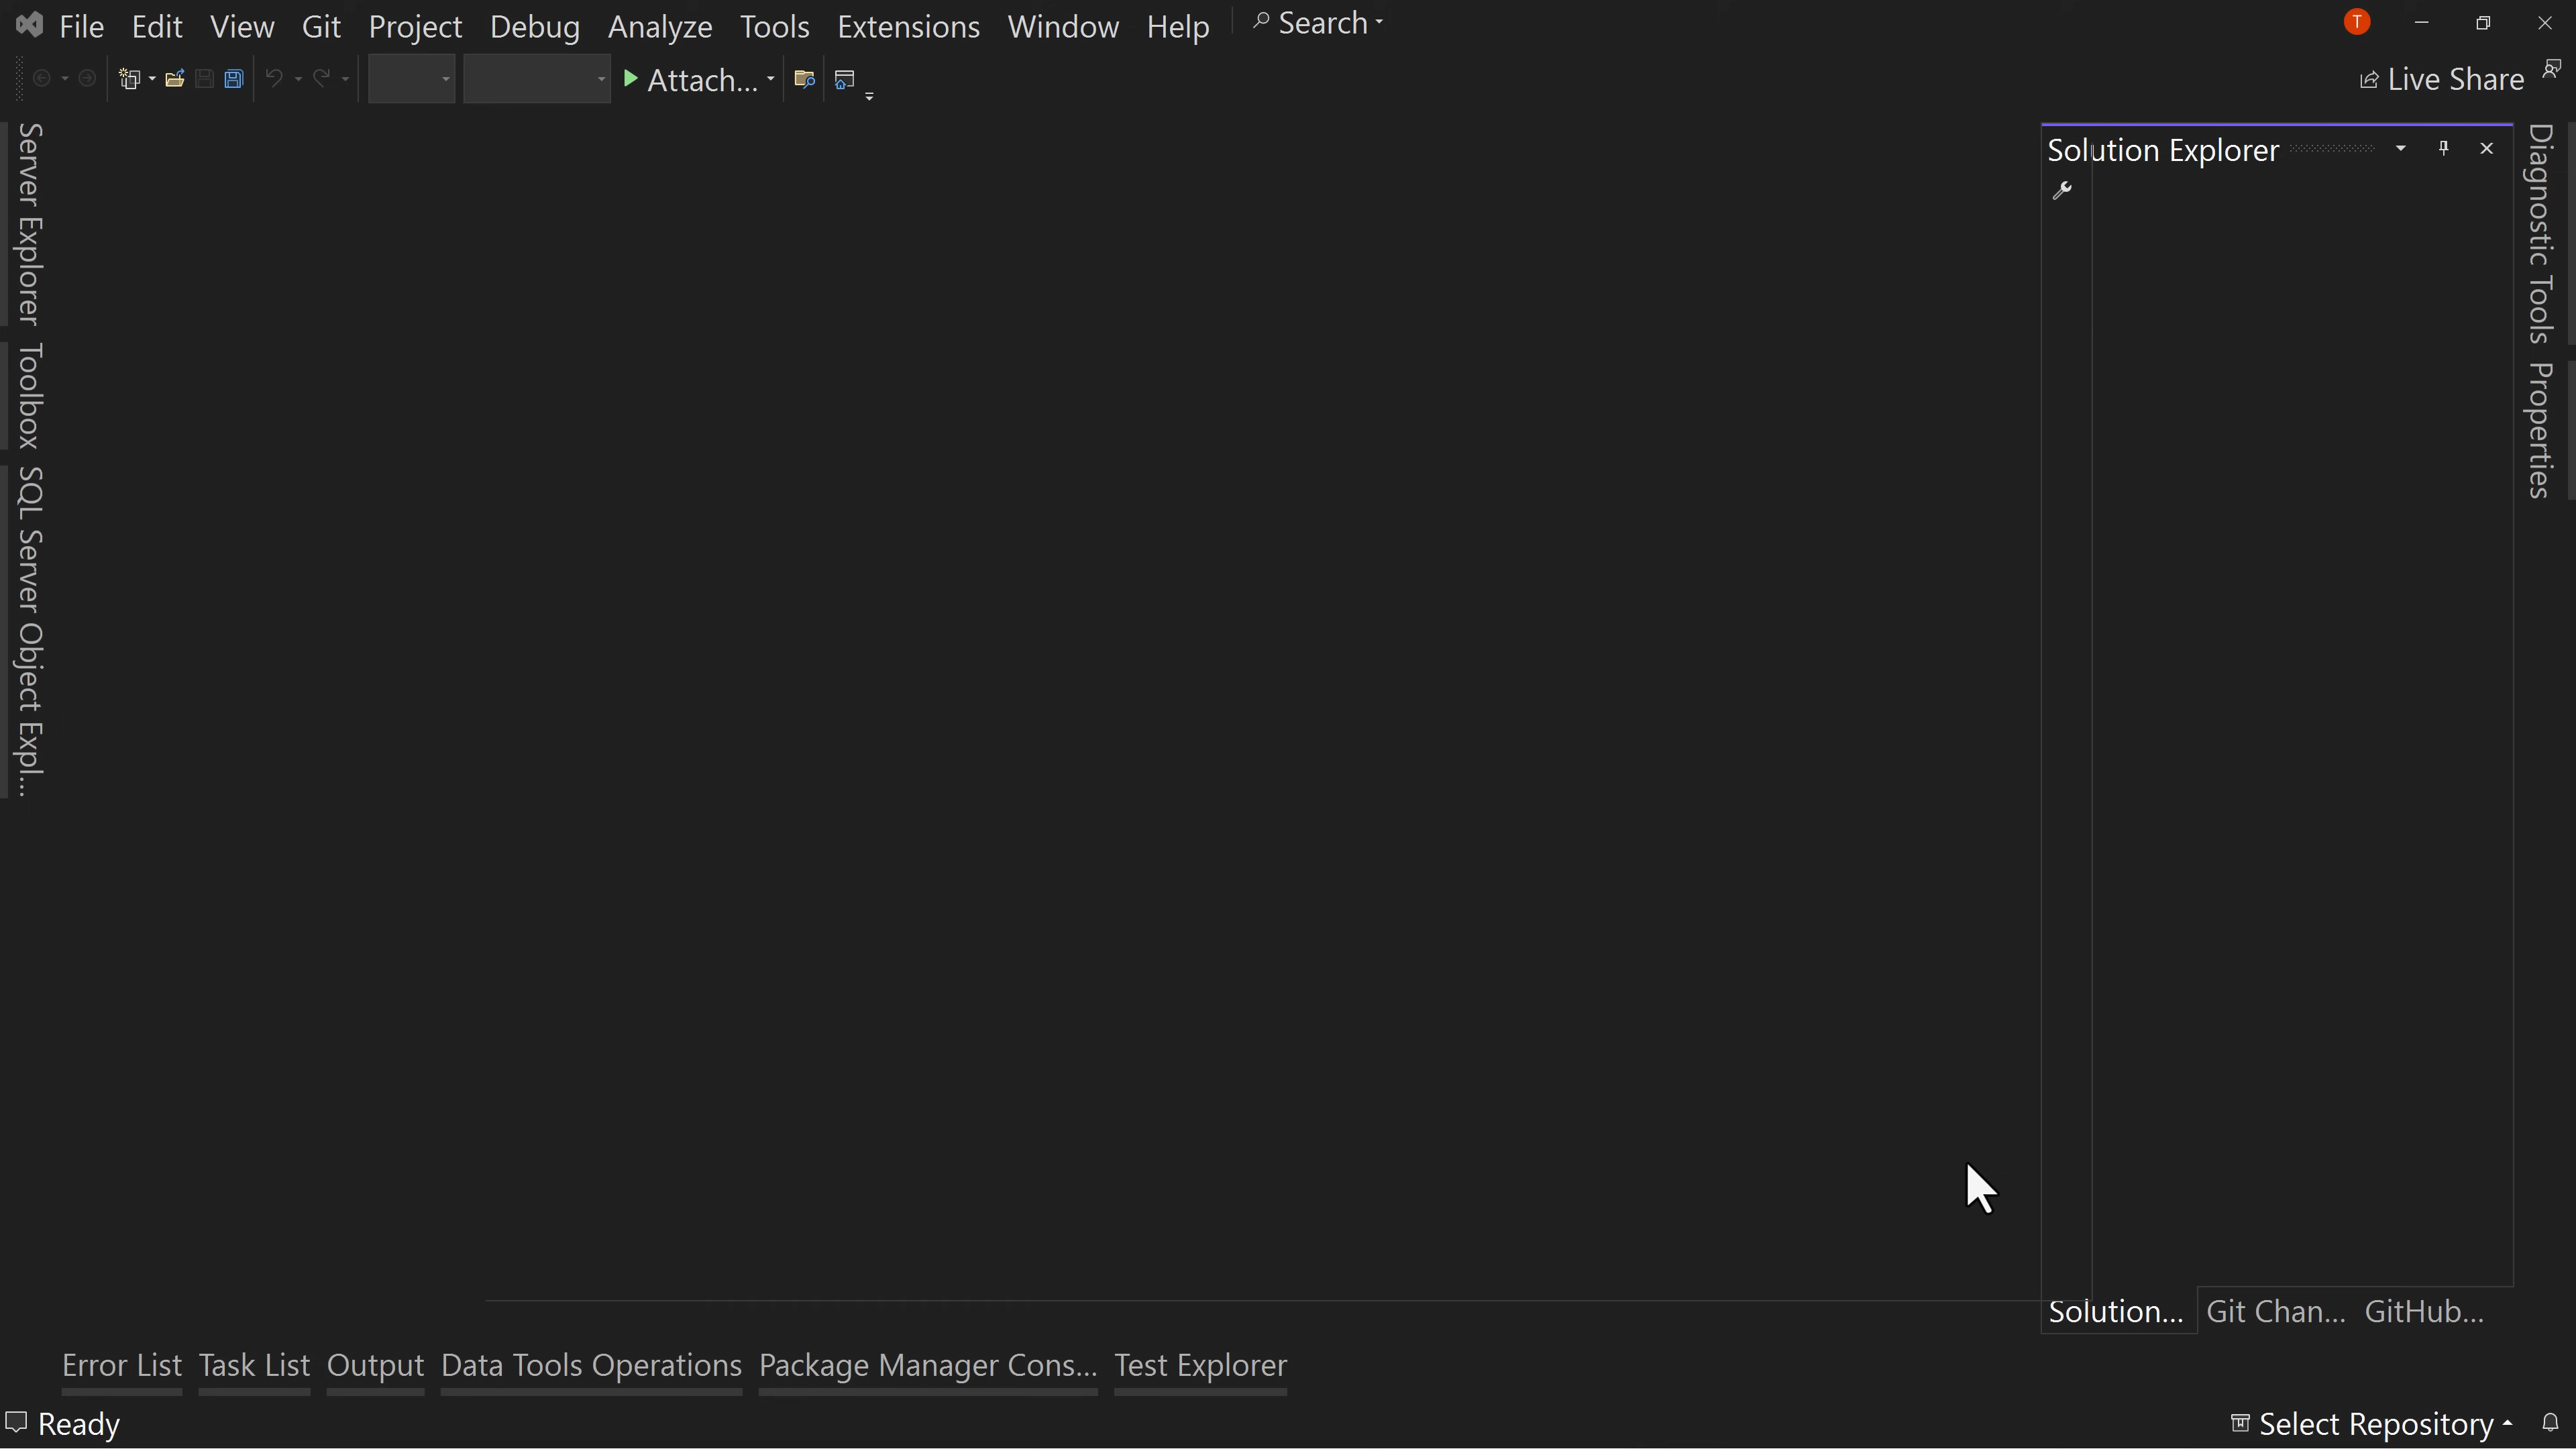 File Edit View Git Project Debug Analyze Tools Extensions Window Help Search T
Attach... Live Share
Server Explorer
Toolbox
SQL Server Object Expl...
Solution Explorer
Diagnostic Tools
Properties
Solution... Git Chan... GitHub...
Error List Task List Output Data Tools Operations Package Manager Cons... Test Explorer
Ready Select Repository